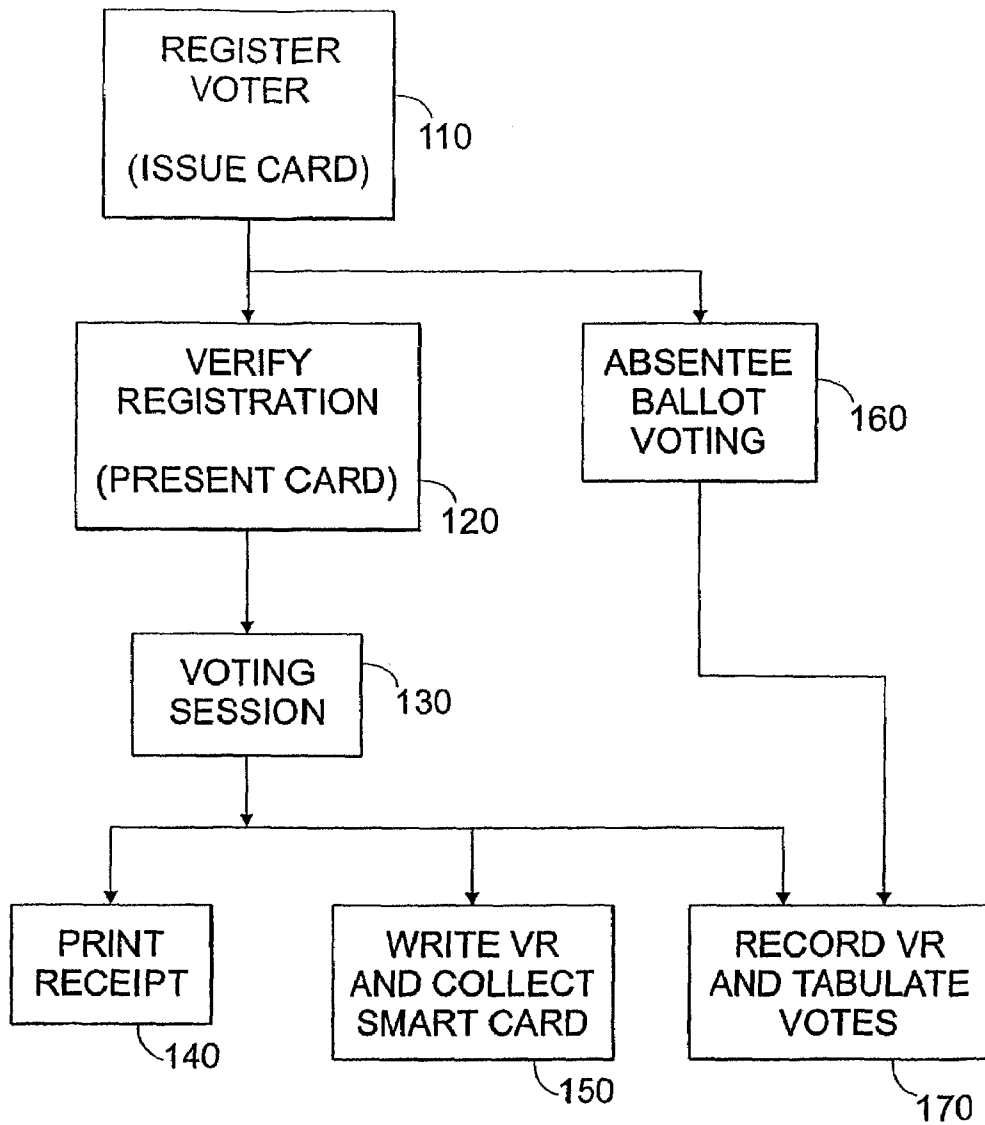 REGISTER
VOTER
(ISSUE CARD)
110
VERIFY
REGISTRATION
(PRESENT CARD)
120
ABSENTEE
BALLOT
VOTING
160
VOTING
SESSION
130
PRINT
RECEIPT
140
WRITE VR
AND COLLECT
SMART CARD
150
RECORD VR
AND TABULATE
VOTES
170